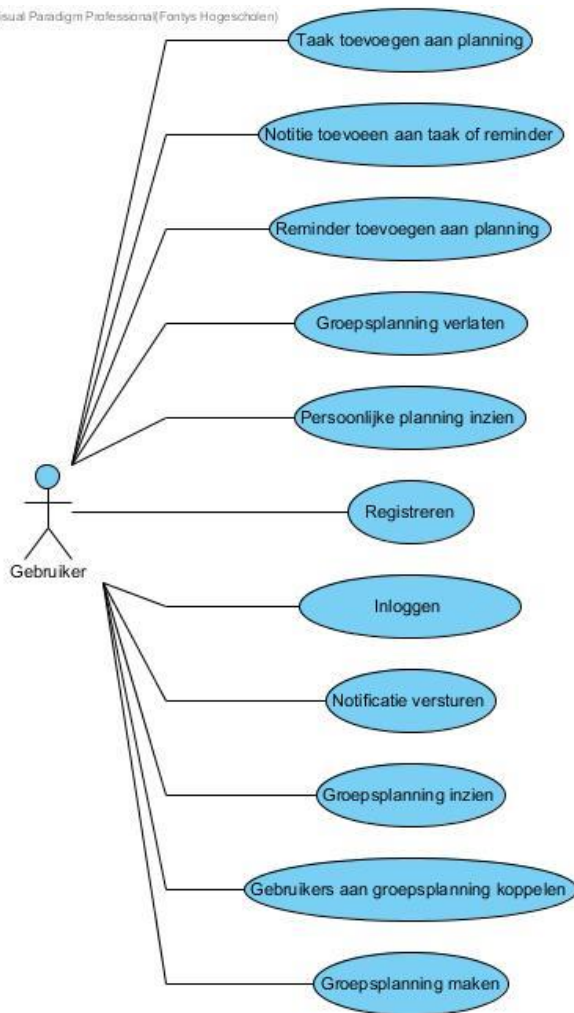 isual Paradigm Professional(Fontys Hogescholen)
Taak toevoegen aan planning
Notitie toevoeen aan taak of reminder
Reminder toevoegen aan planning
Groepsplanning verlaten
Persoonlijke planning inzien
Registreren
Gebruiker
Inloggen
Notificatie versturen
Groepsplanning inzien
Gebruikers aan groepsplanning koppelen
Groepsplanning maken